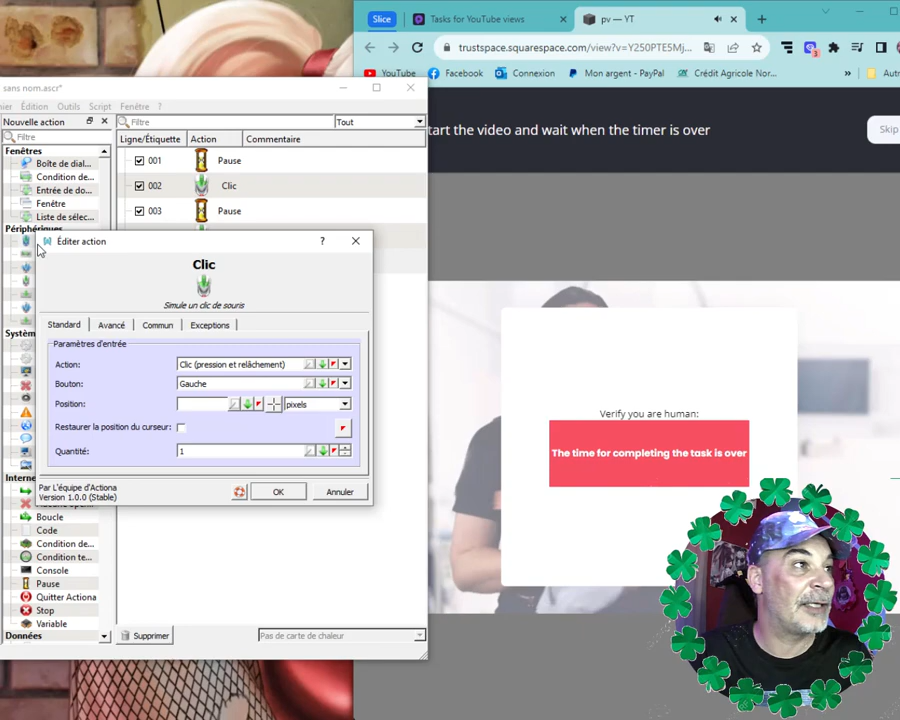 Slice
Tasks for YouTube views
pv — YT
trustspace.squarespace.com/view?v=Y250PTE5Mj...
YouTube
Facebook
Connexion
Mon argent - PayPal
Crédit Agricole Nor...
»
Autr
sans nom.ascr*
hier
Édition
Outils
Script
Fenêtre
?
Nouvelle action
Filtre
Filtre
Tout
Ligne/Étiquette
Action
Commentaire
Fenêtres
Boîte de dial...
Condition de...
Entrée de do...
Fenêtre
Liste de sélec...
Périphériques
001
Pause
002
Clic
003
Pause
tart the video and wait when the timer is over
Skip
Éditer action
?
Clic
Simule un clic de souris
Standard
Avancé
Commun
Exceptions
Paramètres d'entrée
Action:
Clic (pression et relâchement)
Bouton:
Gauche
Position:
pixels
Restaurer la position du curseur:
Quantité:
1
Par L'équipe d'Actiona
Version 1.0.0 (Stable)
OK
Annuler
Systèm
Interne
Boucle
Code
Condition de...
Condition te...
Console
Pause
Quitter Actiona
Stop
Variable
Données
Supprimer
Pas de carte de chaleur
Verify you are human:
The time for completing the task is over